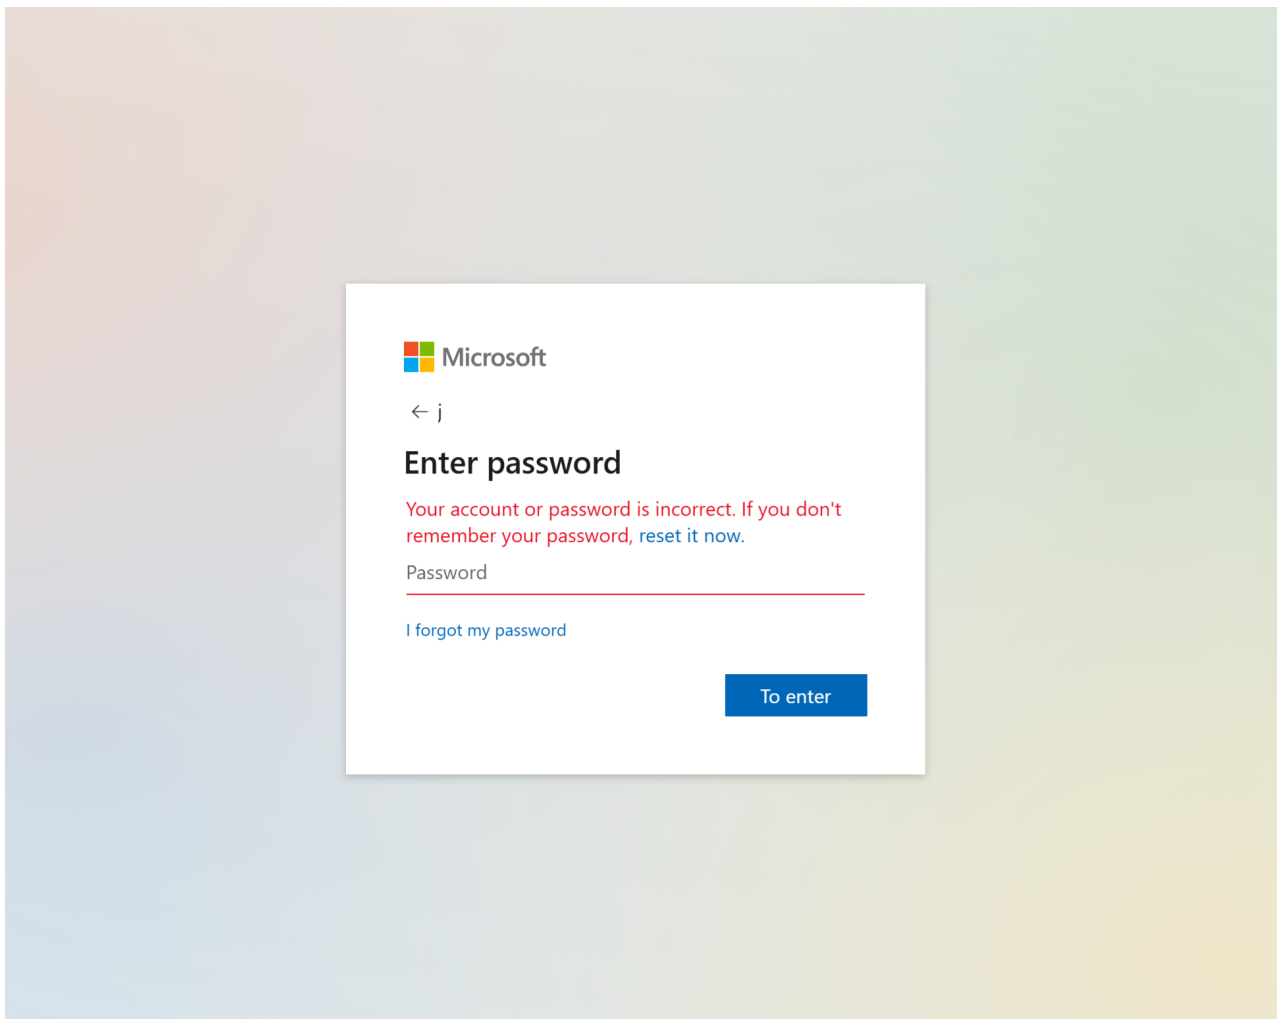 Microsoft
← j
Enter password
Your account or password is incorrect. If you don't
remember your password, reset it now.
Password
I forgot my password
To enter